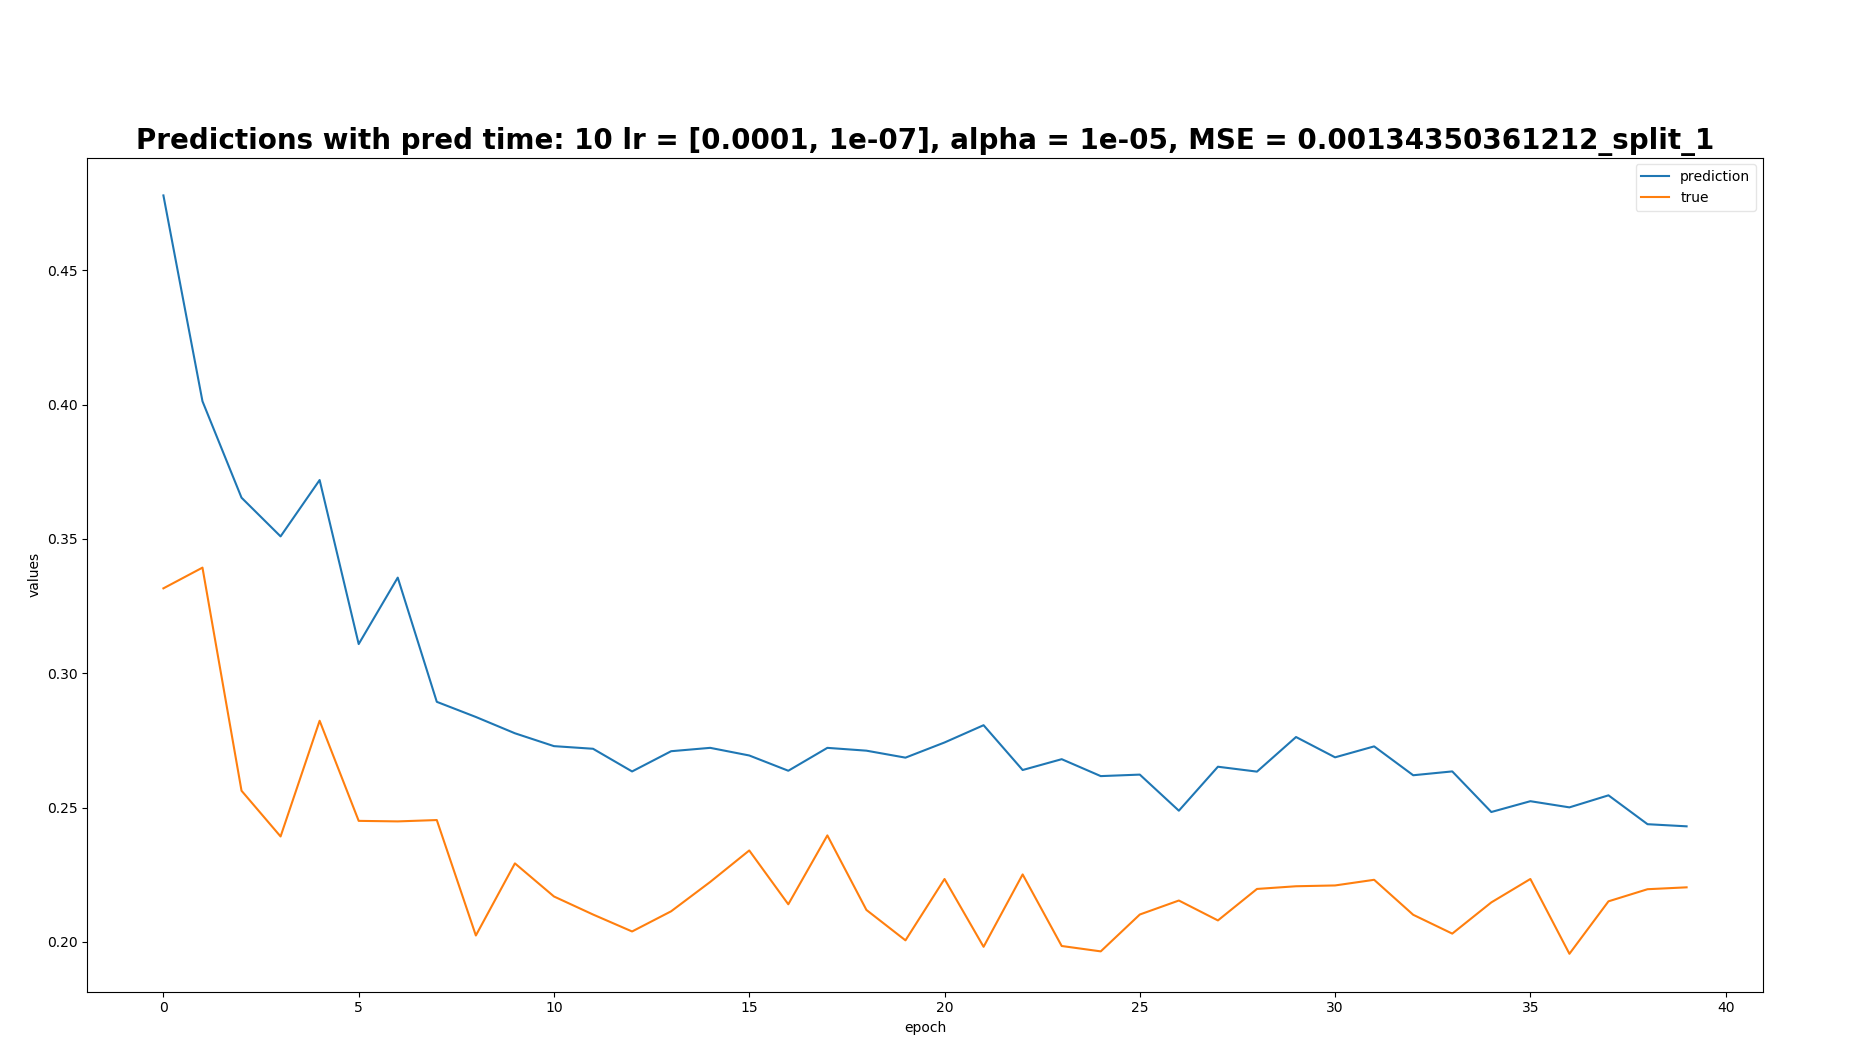 Predictions with pred time: 10 lr = [0.0001, 1e-07], alpha = 1e-05, MSE = 0.00134350361212_split_1
prediction
true
0.45
0.40
0.35
0.30
0.25
0.20
values
0 5 10 15 20 25 30 35 40
epoch